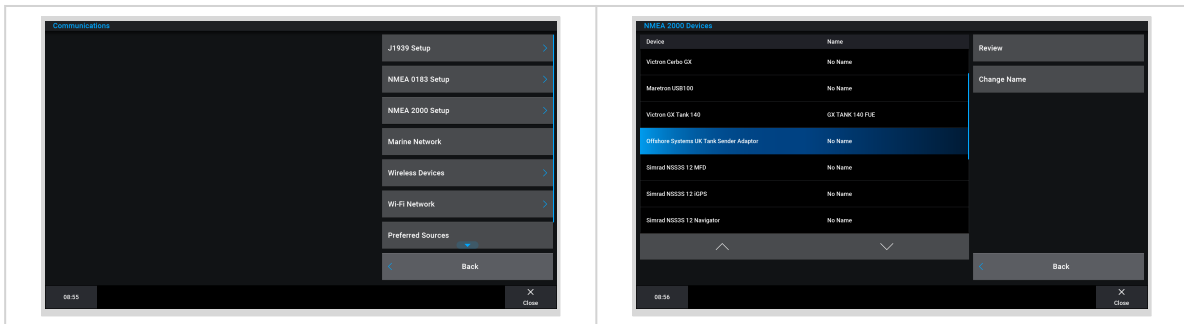 Communications
J1939 Setup
NMEA 0183 Setup
NMEA 2000 Setup
Marine Network
Wireless Devices
Wi-Fi Network
Preferred Sources
Back
08:55
Close
NMEA 2000 Devices
Device Name
Victron Cerbo GX No Name
Maretron USB100 No Name
Victron GX Tank 140 GX TANK 140 FUE
Offshore Systems UK Tank Sender Adaptor No Name
Simrad NSS3S 12 MFD No Name
Simrad NSS3S 12 iGPS No Name
Simrad NSS3S 12 Navigator No Name
Review
Change Name
Back
08:56
Close